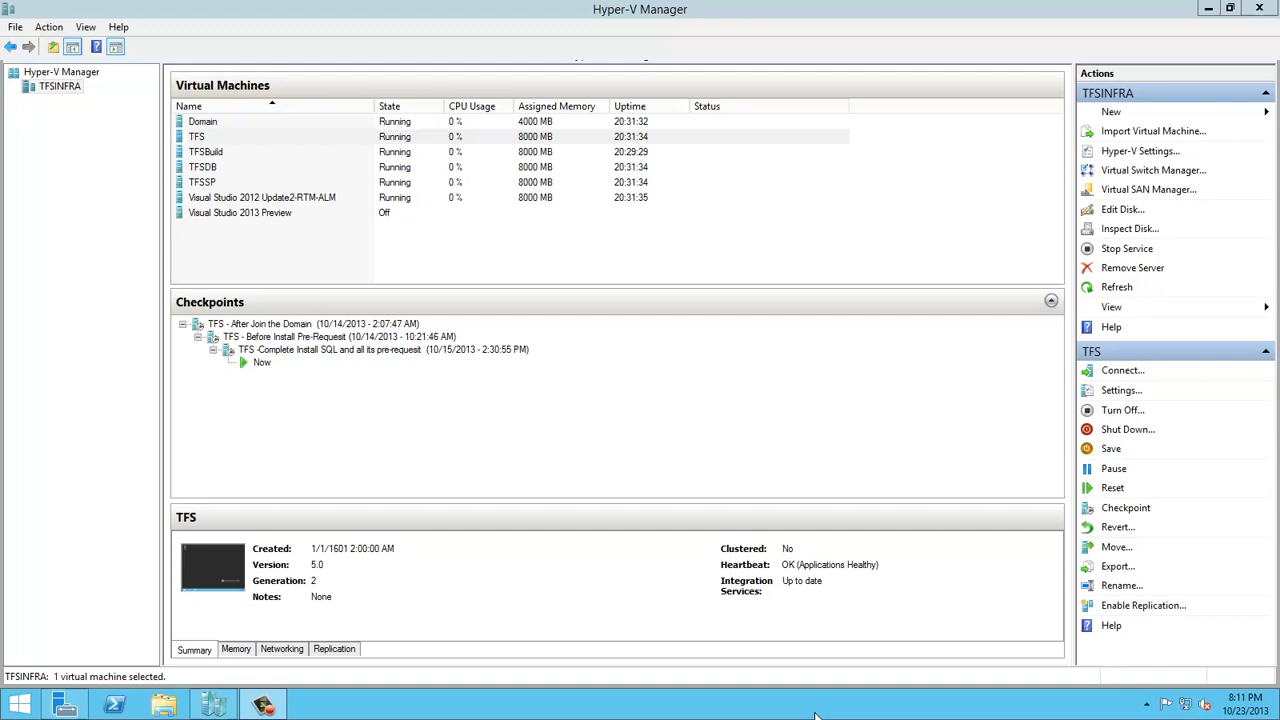 Hyper-V Manager
File Action View Help
Hyper-V Manager
TFSINFRA
Virtual Machines
Name State CPU Usage Assigned Memory Uptime Status
Domain Running 0 % 4000 MB 20:31:32
TFS Running 0 % 8000 MB 20:31:34
TFSBuild Running 0 % 8000 MB 20:29:29
TFSDB Running 0 % 8000 MB 20:31:34
TFSSP Running 0 % 8000 MB 20:31:34
Visual Studio 2012 Update2-RTM-ALM Running 0 % 8000 MB 20:31:35
Visual Studio 2013 Preview Off
Checkpoints
TFS - After Join the Domain (10/14/2013 - 2:07:47 AM)
TFS - Before Install Pre-Requesit (10/14/2013 - 10:21:46 AM)
TFS -Complete Install SQL and all its pre-request (10/15/2013 - 2:30:55 PM)
Now
TFS
Created: 1/1/1601 2:00:00 AM
Version: 5.0
Generation: 2
Notes: None
Clustered: No
Heartbeat: OK (Applications Healthy)
Integration Services: Up to date
Summary Memory Networking Replication
Actions
TFSINFRA
New
Import Virtual Machine...
Hyper-V Settings...
Virtual Switch Manager...
Virtual SAN Manager...
Edit Disk...
Inspect Disk...
Stop Service
Remove Server
Refresh
View
Help
TFS
Connect...
Settings...
Turn Off...
Shut Down...
Save
Pause
Reset
Checkpoint
Revert...
Move...
Export...
Rename...
Enable Replication...
Help
TFSINFRA: 1 virtual machine selected.
8:11 PM
10/23/2013